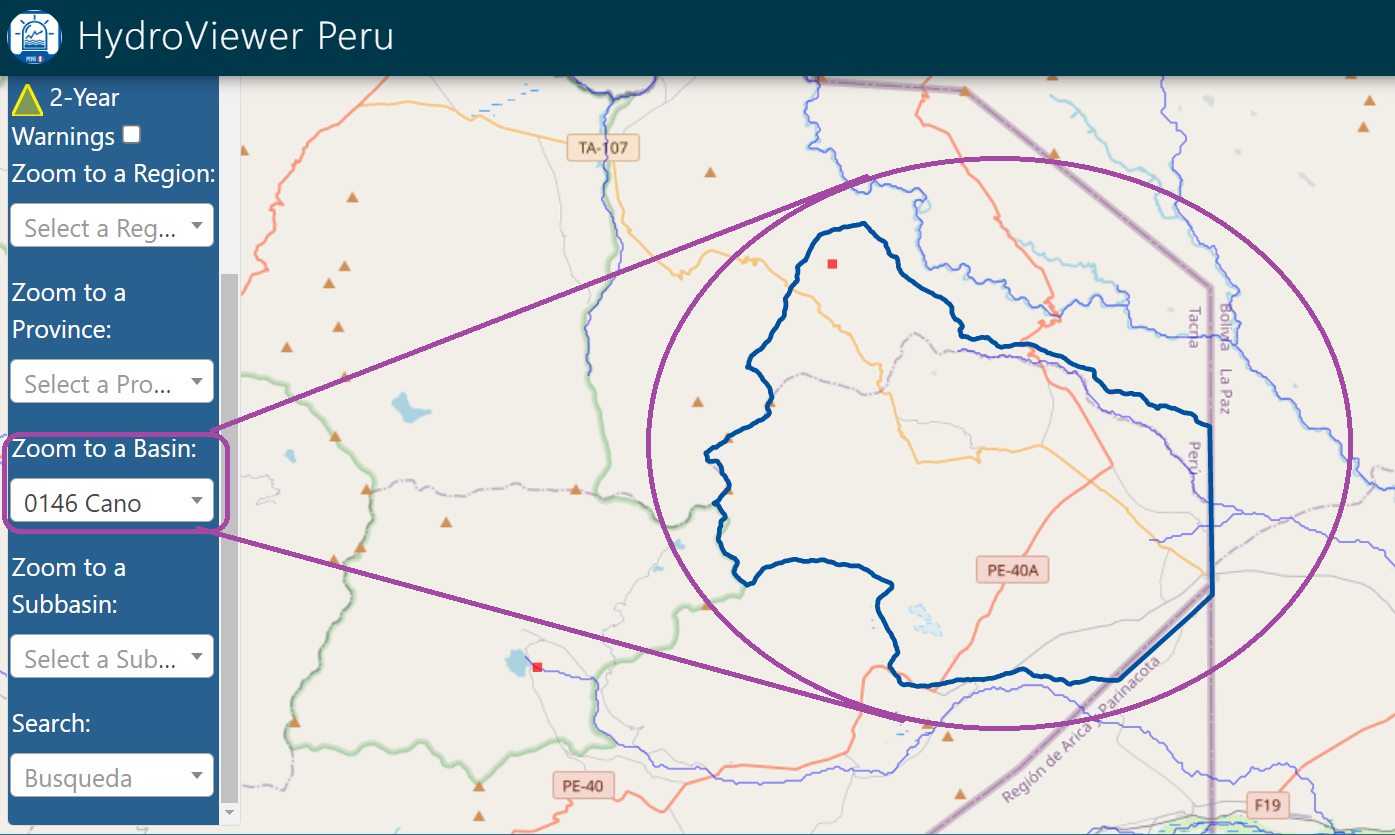 HydroViewer Peru
PERÚ
2-Year
Warnings
Zoom to a Region:
Select a Reg...
Zoom to a
Province:
Select a Pro...
Zoom to a Basin:
0146 Cano
Zoom to a
Subbasin:
Select a Sub...
Search:
Busqueda
TA-107
Tacna
Bolivia
La Paz
Perú
PE-40A
Región de Arica y Parinacota
PE-40
F19